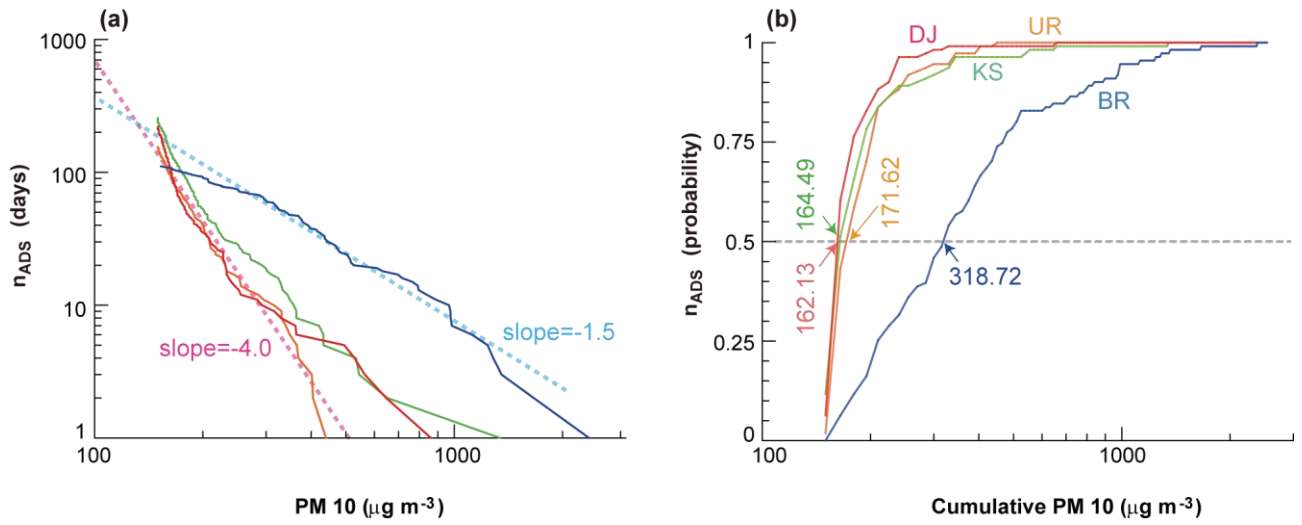 (a)
1000
100
10
1
n_ADS (days)
slope=-4.0
slope=-1.5
100
1000
PM 10 (μg m⁻³)
(b)
1
0.75
0.5
0.25
0
n_ADS (probability)
DJ
UR
KS
BR
164.49
171.62
162.13
318.72
100
1000
Cumulative PM 10 (μg m⁻³)